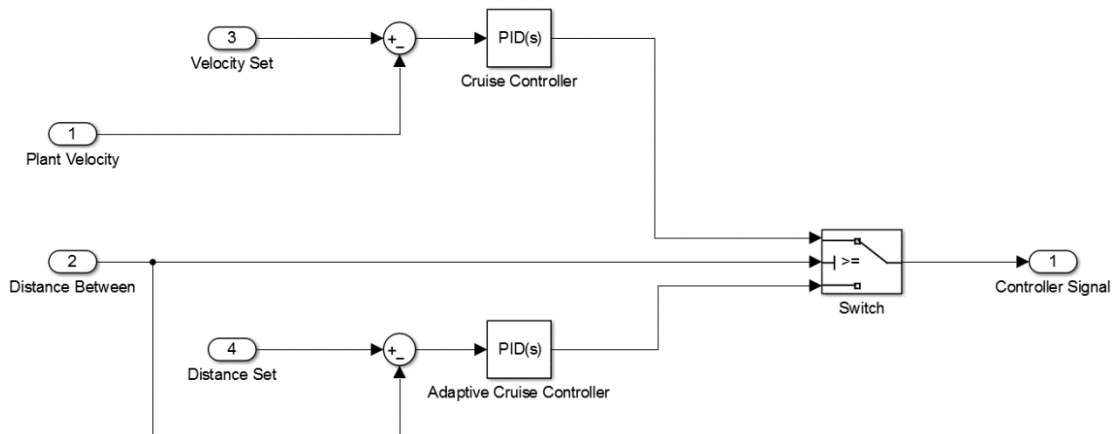 3
Velocity Set
+
−
PID(s)
Cruise Controller
1
Plant Velocity
2
Distance Between
>=
Switch
1
Controller Signal
4
Distance Set
+
−
PID(s)
Adaptive Cruise Controller